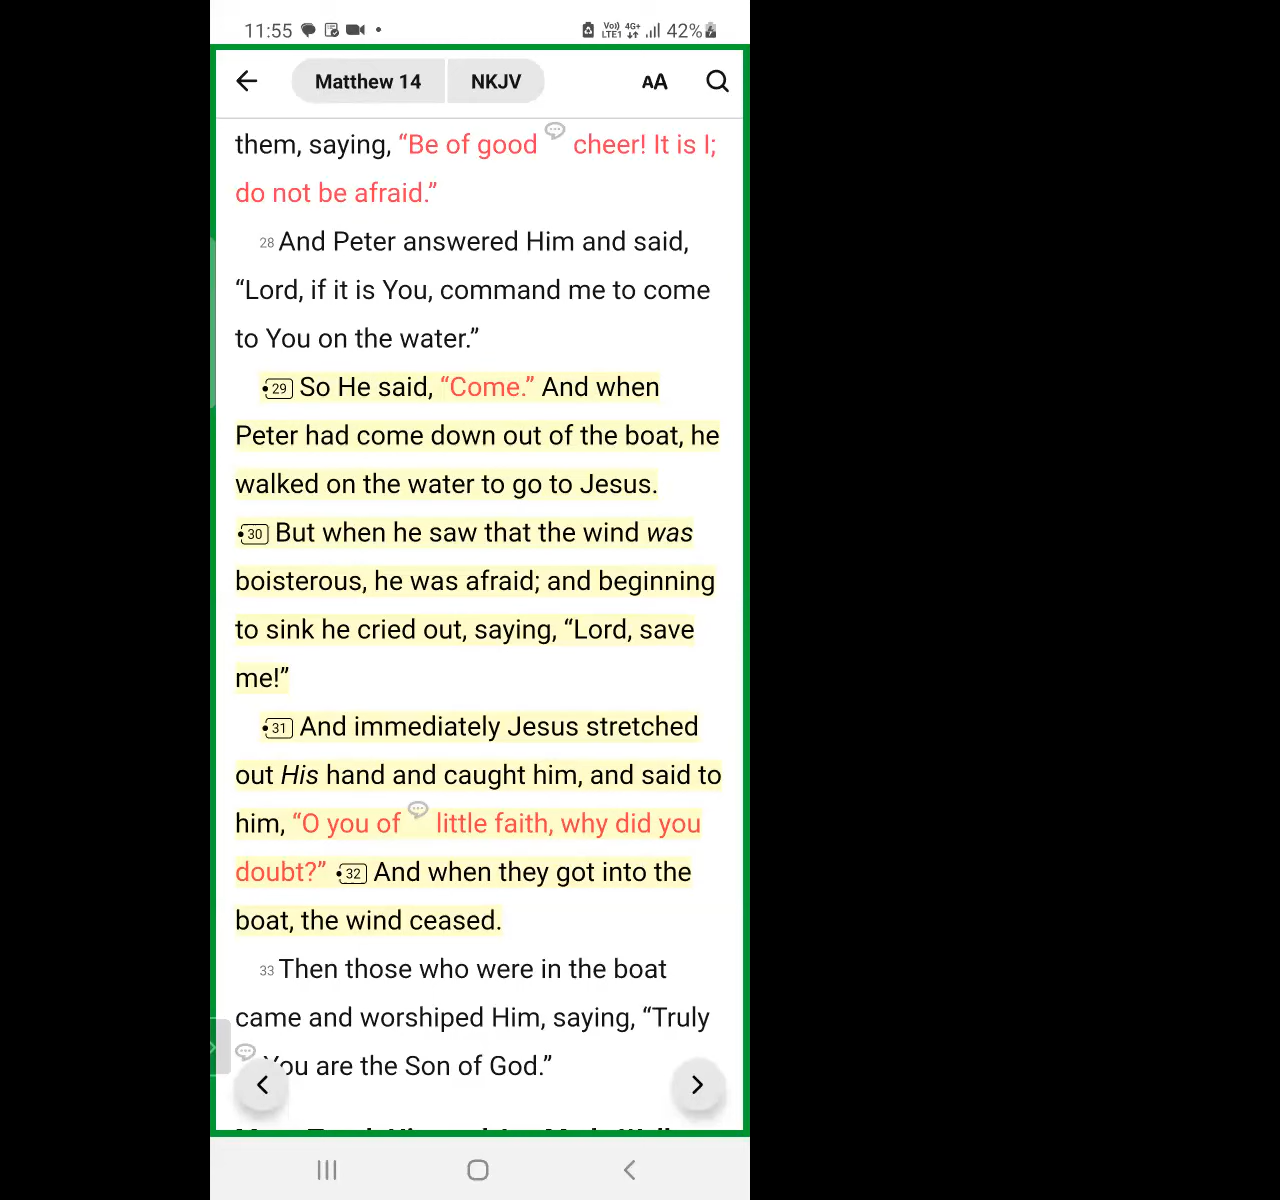 11:55
Vo)) 4G+
LTE1
42%
Matthew 14 NKJV AA
them, saying, “Be of good cheer! It is I;
do not be afraid.”
28 And Peter answered Him and said,
“Lord, if it is You, command me to come
to You on the water.”
29 So He said, “Come.” And when
Peter had come down out of the boat, he
walked on the water to go to Jesus.
30 But when he saw that the wind was
boisterous, he was afraid; and beginning
to sink he cried out, saying, “Lord, save
me!”
31 And immediately Jesus stretched
out His hand and caught him, and said to
him, “O you of little faith, why did you
doubt?” 32 And when they got into the
boat, the wind ceased.
33 Then those who were in the boat
came and worshiped Him, saying, “Truly
You are the Son of God.”